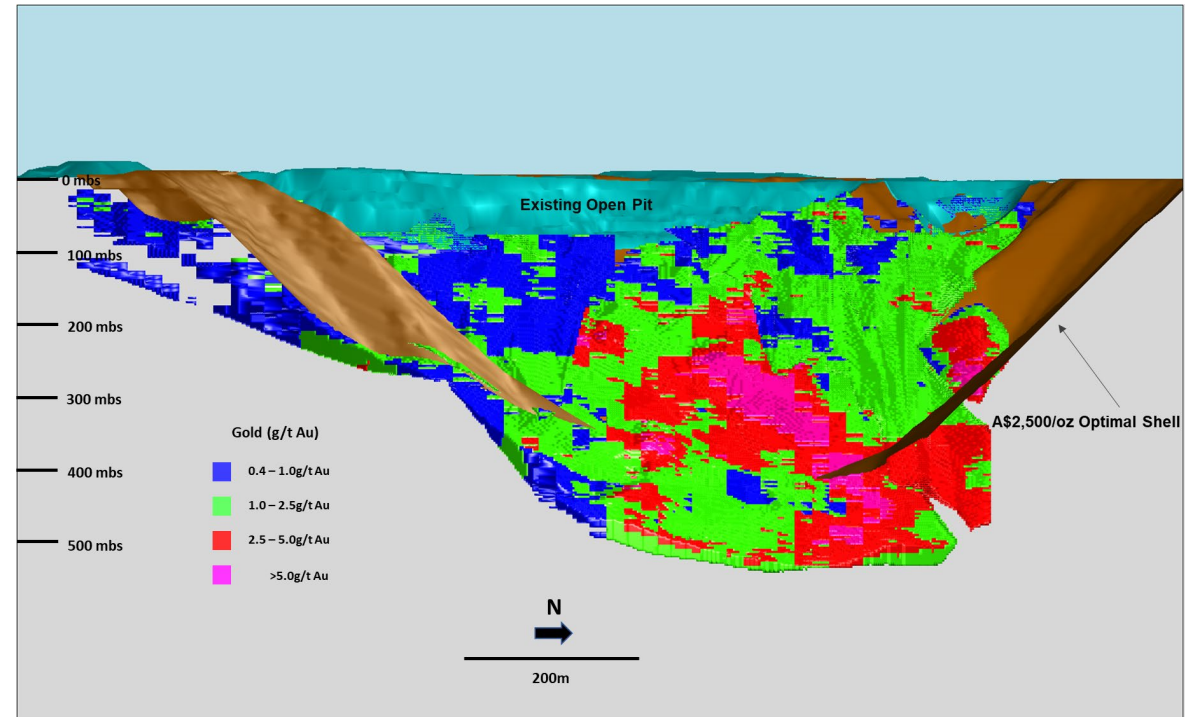 0 mbs
Existing Open Pit
100 mbs
200 mbs
300 mbs
A$2,500/oz Optimal Shell
Gold (g/t Au)
400 mbs
0.4 – 1.0g/t Au
1.0 – 2.5g/t Au
2.5 – 5.0g/t Au
500 mbs
>5.0g/t Au
N
200m